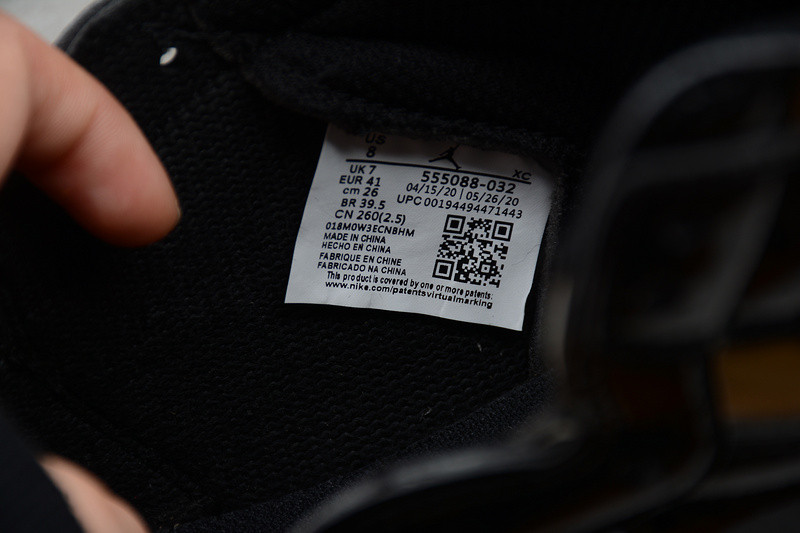 US
8
XC
UK 7
EUR 41
cm 26
BR 39.5
CN 260(2.5)
555088-032
04/15/20 | 05/26/20
UPC 00194494471443
018M0W3ECN8HM
MADE IN CHINA
HECHO EN CHINA
FABRIQUE EN CHINE
FABRICADO NA CHINA
This product is covered by one or more patents:
www.nike.com/patentsvirtualmarking